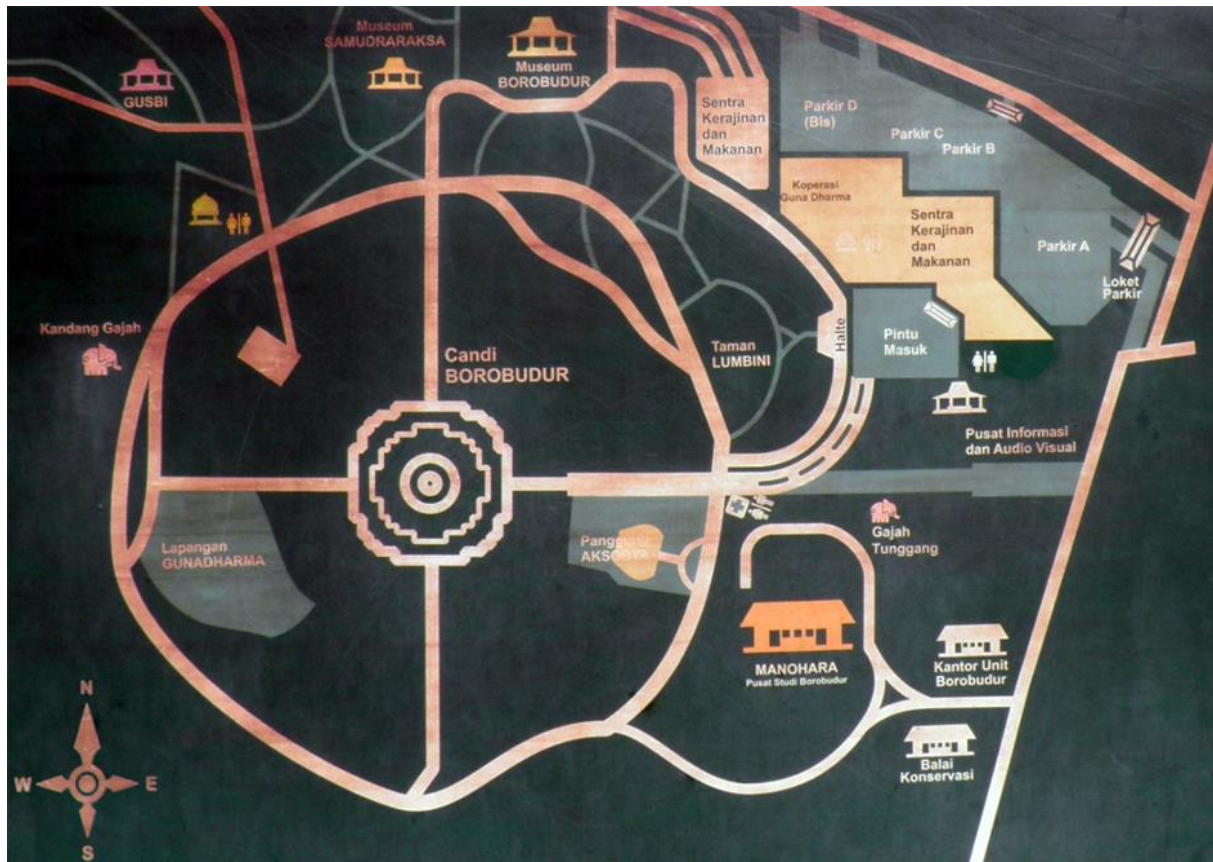 Museum
SAMUDRARAKSA
Museum
BOROBUDUR
GUSBI
Sentra
Kerajinan
dan
Makanan
Parkir D
(Bis)
Parkir C
Parkir B
Koperasi
Guna Dharma
Sentra
Kerajinan
dan
Makanan
Parkir A
Loket
Parkir
Kandang Gajah
Candi
BOROBUDUR
Taman
LUMBINI
Halte
Pintu
Masuk
Pusat Informasi
dan Audio Visual
Lapangan
GUNADHARMA
Gajah
Tunggang
MANOHARA
Pusat Studi Borobudur
Kantor Unit
Borobudur
Balai
Konservasi
N
W
E
S